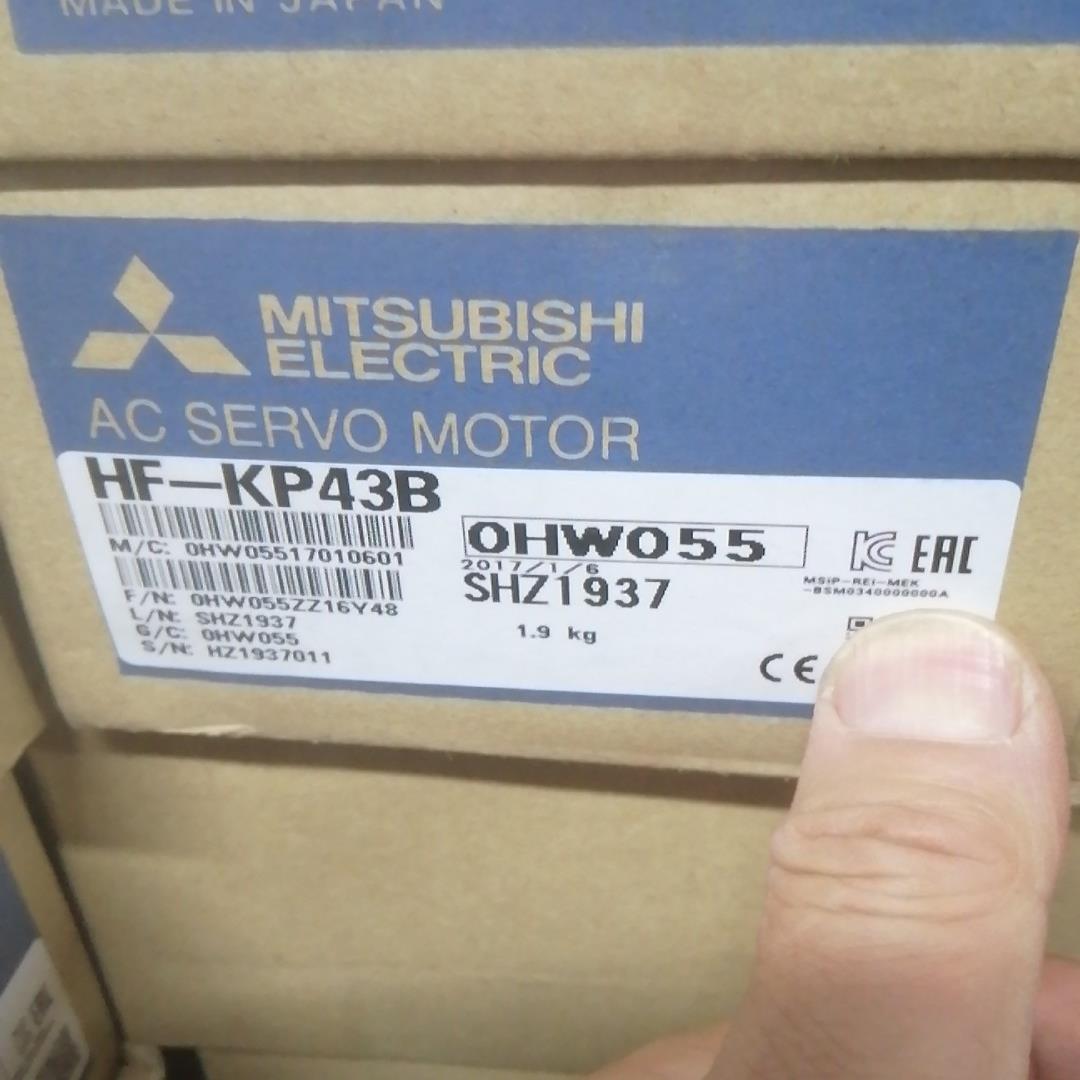 MADE IN JAPAN
MITSUBISHI
ELECTRIC
AC SERVO MOTOR
HF-KP43B
M/C: 0HW05517010601
F/N: 0HW055ZZ16Y48
L/N: SHZ1937
G/C: 0HW055
S/N: HZ1937011
0HW055
2017/1/6
SHZ1937
1.9 kg
EAC
MSIP-REI-MEK
-BSM0340000000A
CE